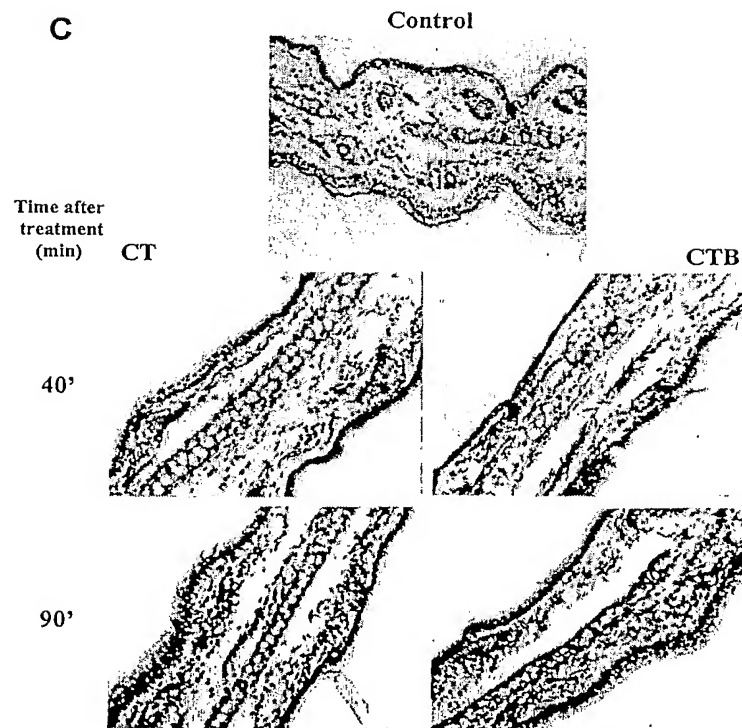 C
Control
Time after
treatment
(min)
CT
CTB
40’
90’